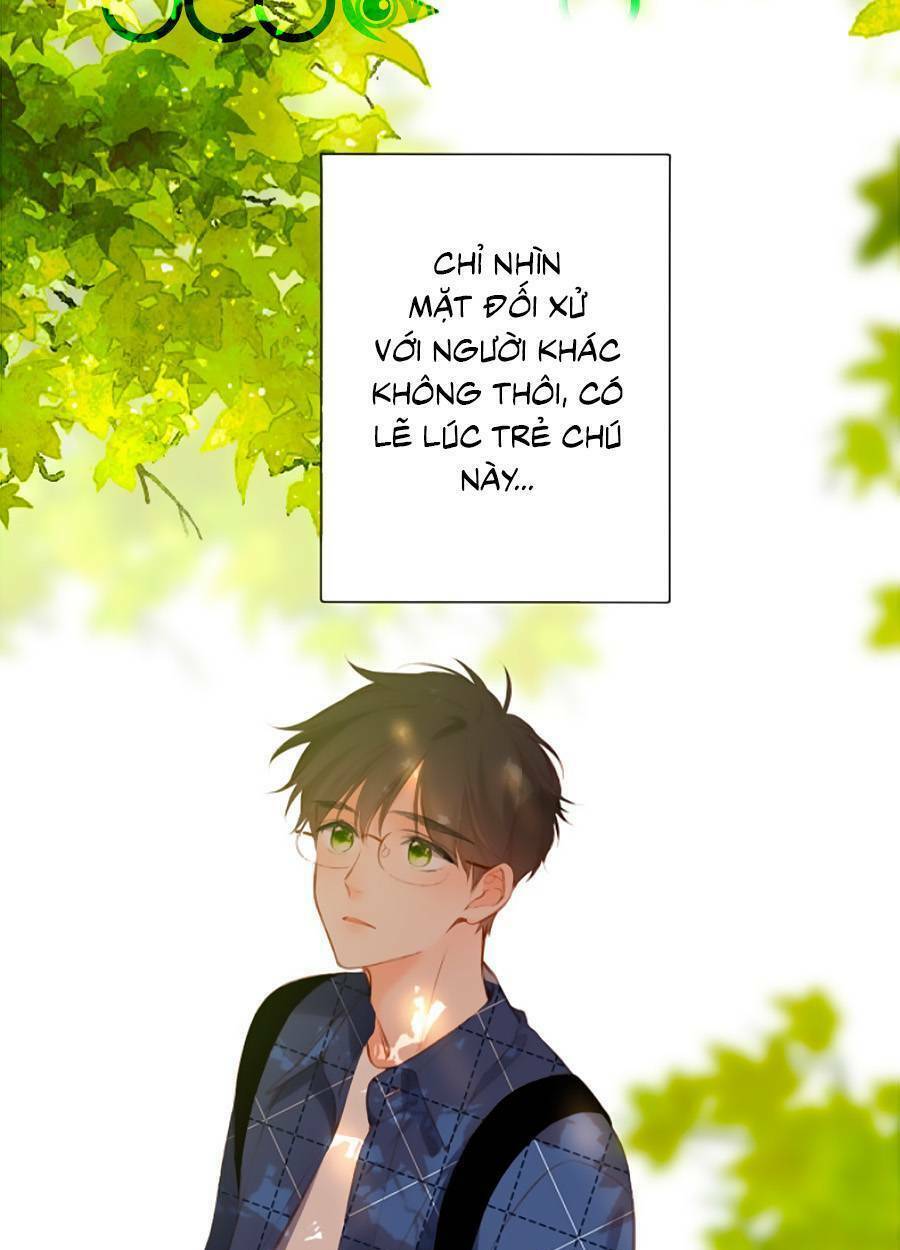 CHỈ NHÌN
MẶT ĐỐI XỬ
VỚI NGƯỜI KHÁC
KHÔNG THÔI, CÓ
LẼ LÚC TRẺ CHÚ
NÀY...